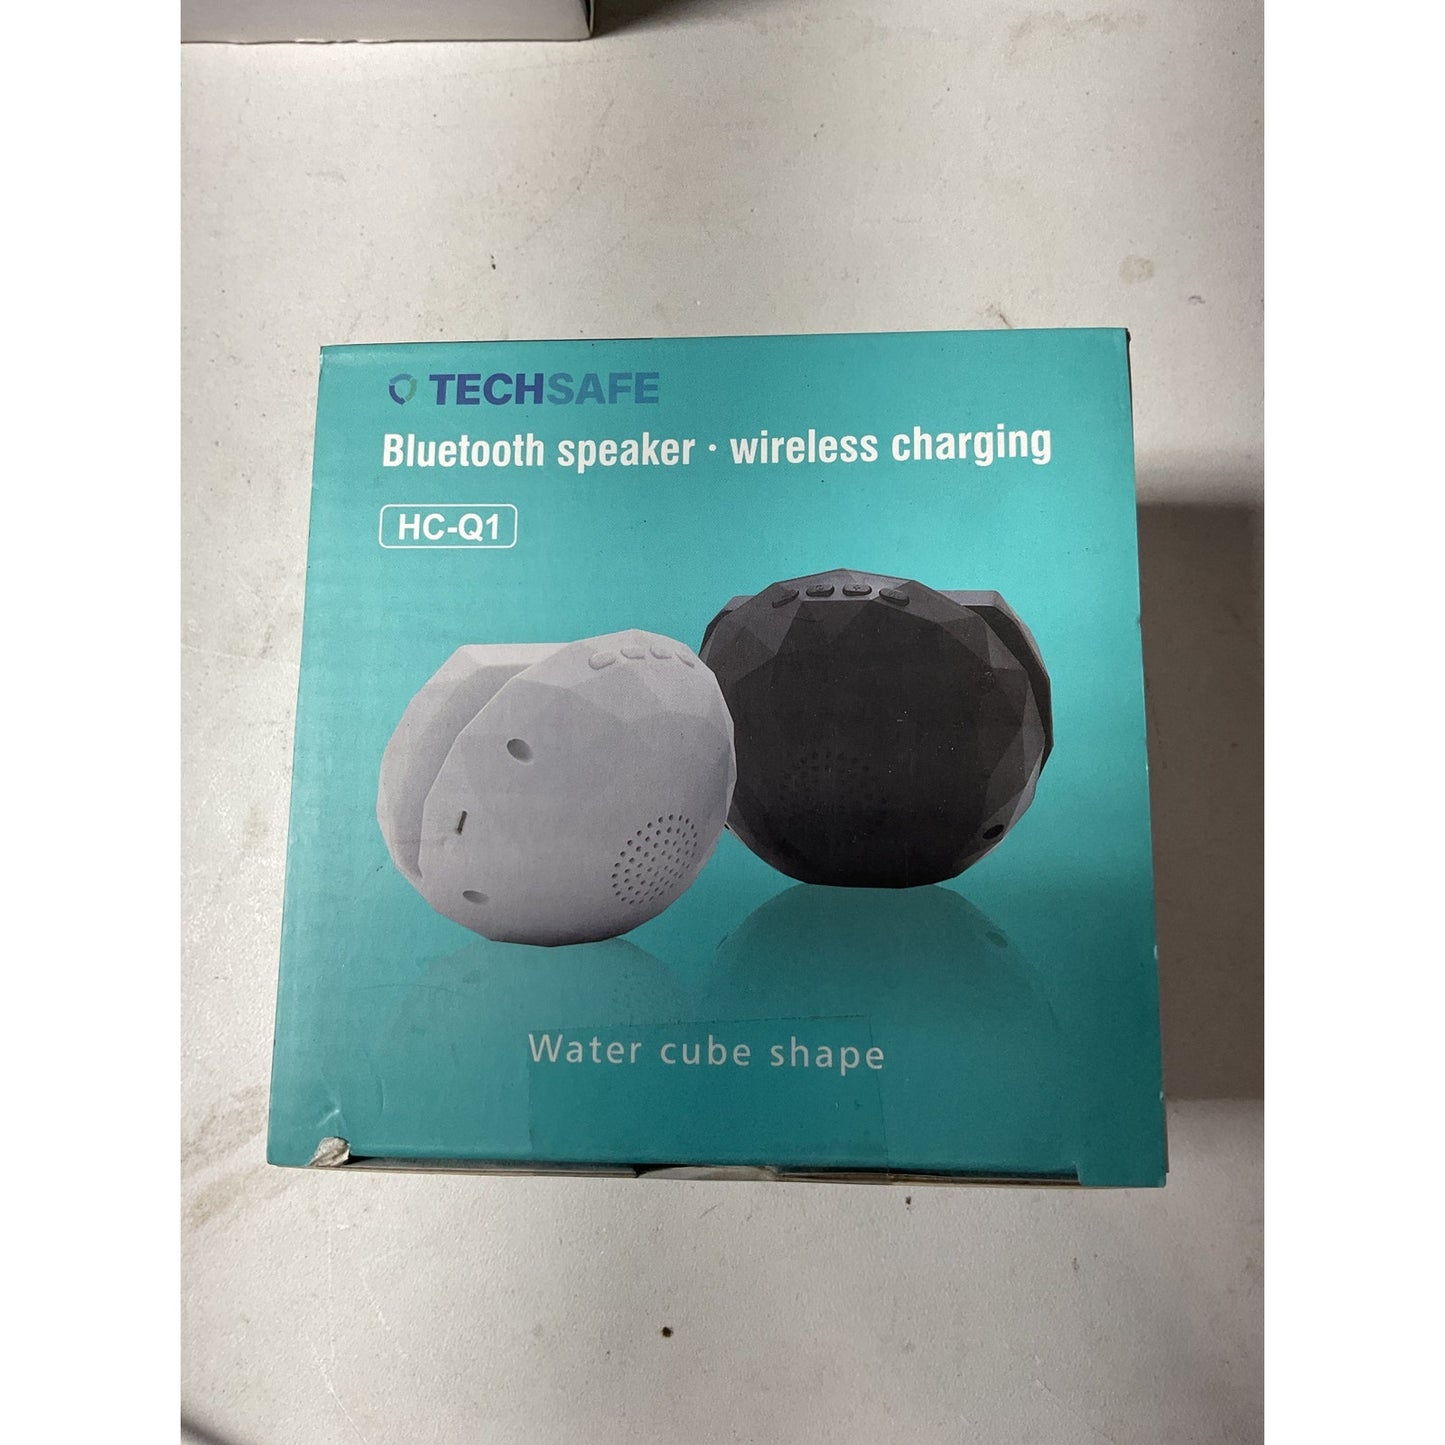 TECHSAFE
Bluetooth speaker · wireless charging
HC-Q1
Water cube shape